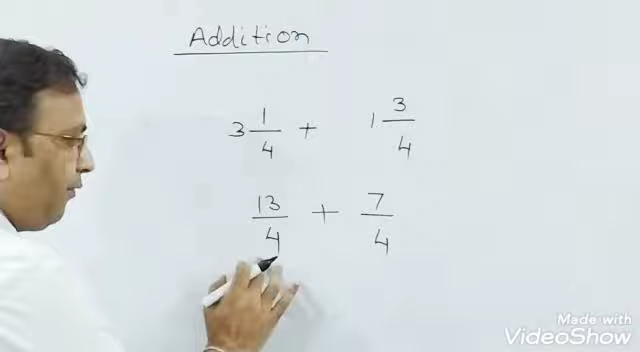 Addition
3 1/4 + 1 3/4
13/4 + 7/4
Made with
VideoShow